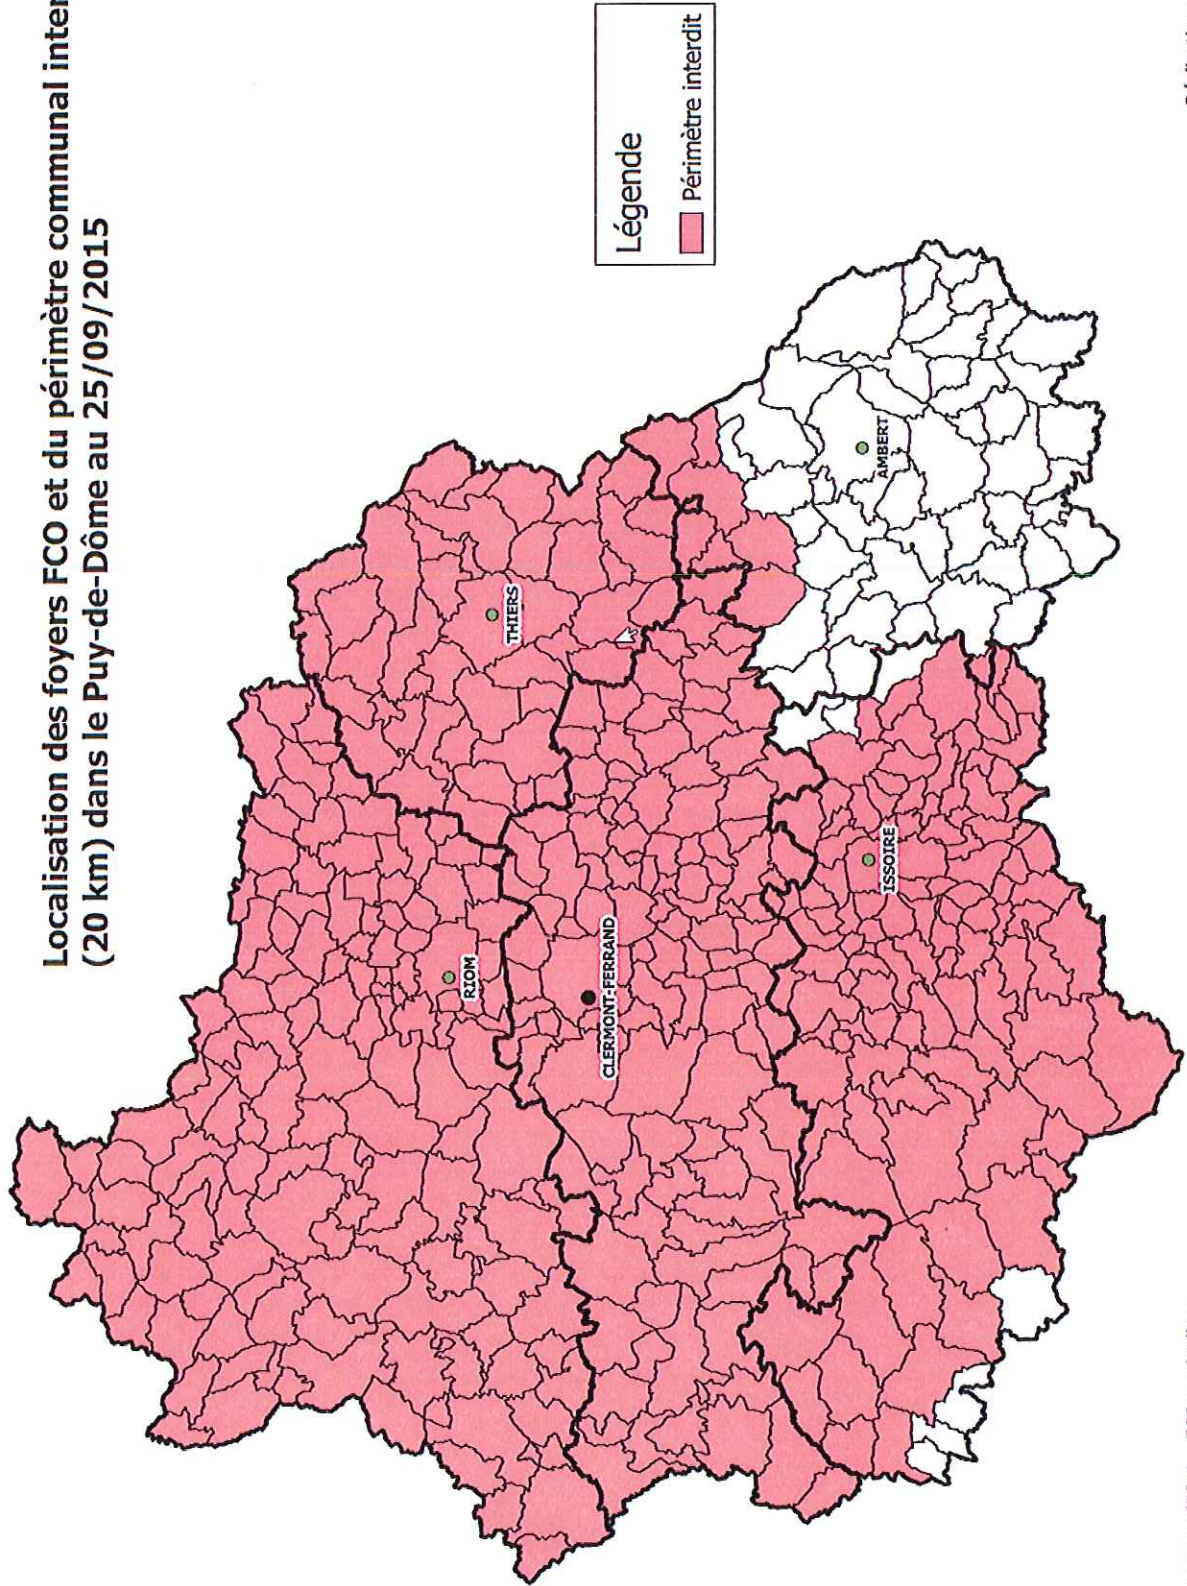 Localisation des foyers FCO et du périmètre communal inter
(20 km) dans le Puy-de-Dôme au 25/09/2015
Légende
Périmètre interdit
THIERS
RIOM
CLERMONT-FERRAND
AMBERT
ISSOIRE